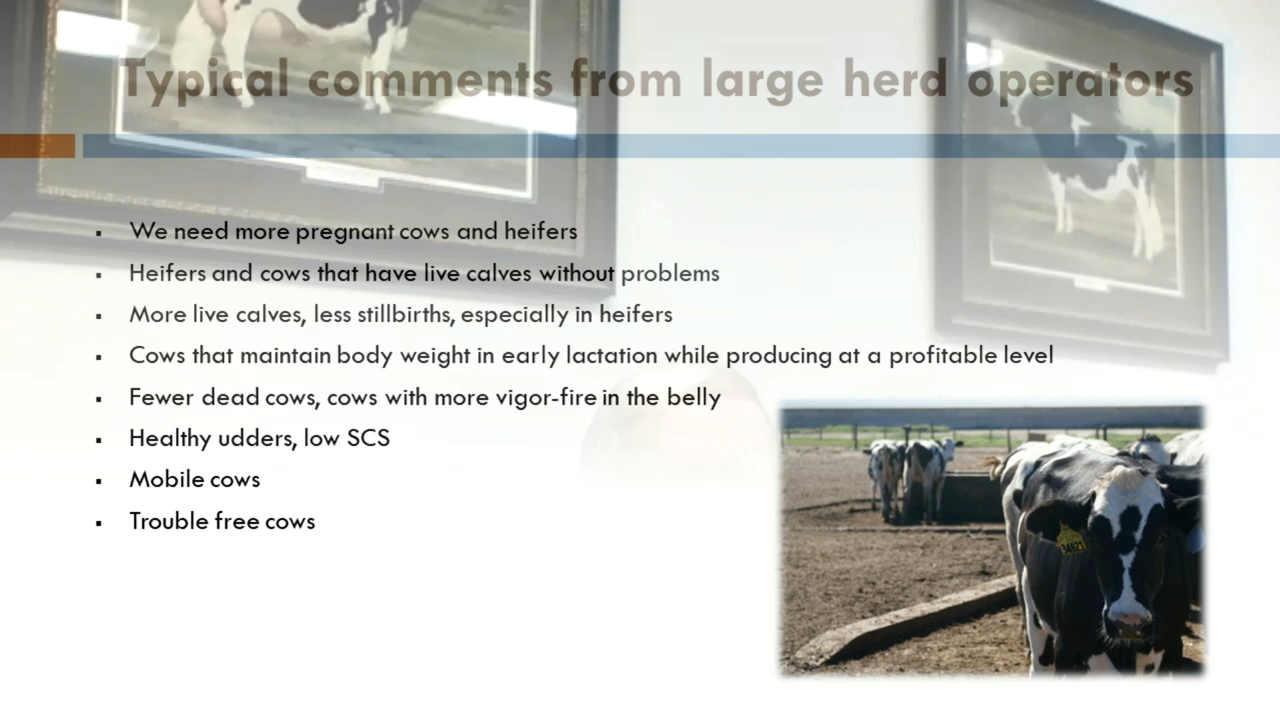 Typical comments from large herd operators
▪ We need more pregnant cows and heifers
▪ Heifers and cows that have live calves without problems
▪ More live calves, less stillbirths, especially in heifers
▪ Cows that maintain body weight in early lactation while producing at a profitable level
▪ Fewer dead cows, cows with more vigor-fire in the belly
▪ Healthy udders, low SCS
▪ Mobile cows
▪ Trouble free cows